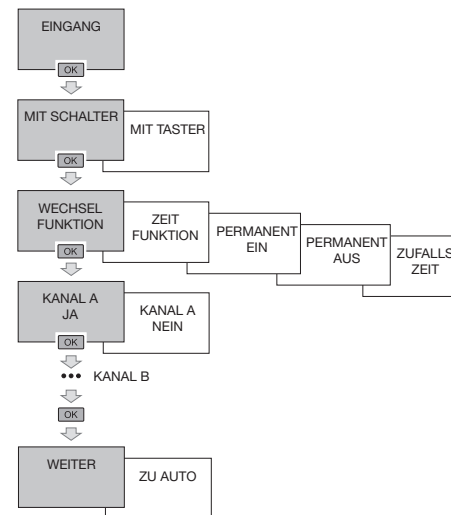 EINGANG
OK
MIT SCHALTER
MIT TASTER
OK
WECHSEL
FUNKTION
ZEIT
FUNKTION
PERMANENT
EIN
PERMANENT
AUS
ZUFALLS
ZEIT
OK
KANAL A
JA
KANAL A
NEIN
OK
••• KANAL B
OK
WEITER
ZU AUTO